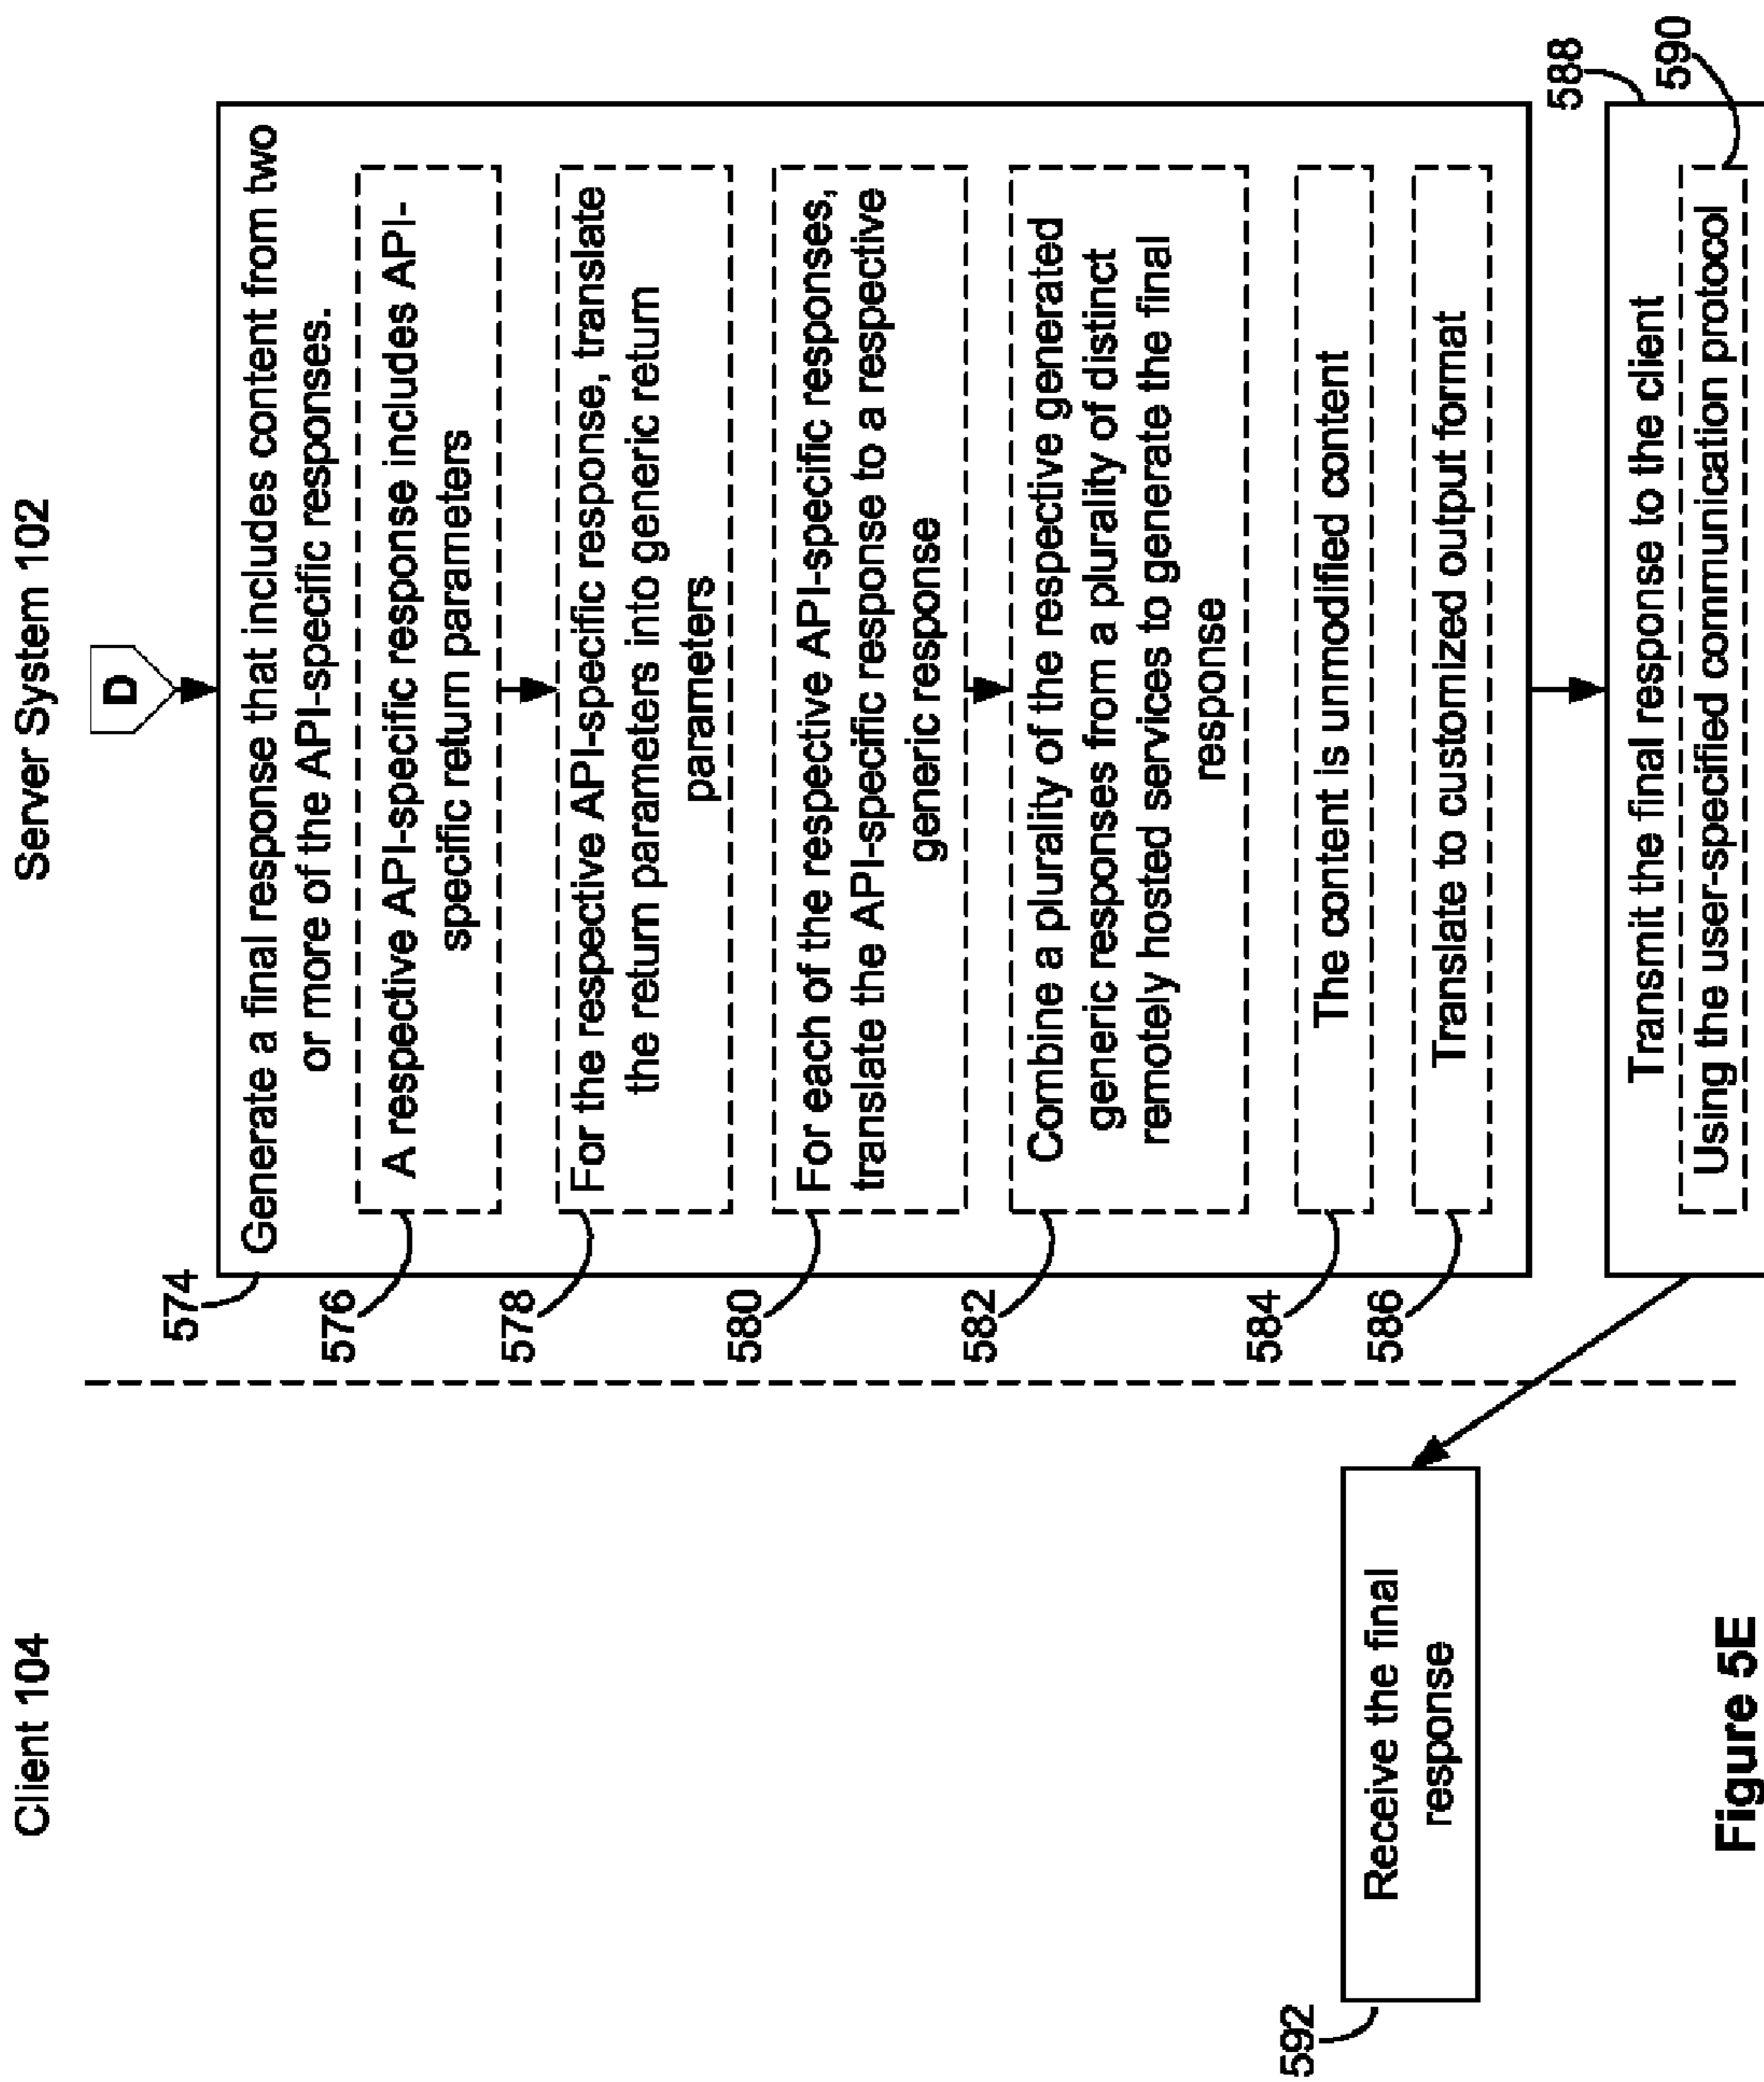 Client 104
Server System 102
D
574
Generate a final response that includes content from two
or more of the API-specific responses.
576
A respective API-specific response includes API-
specific return parameters
578
For the respective API-specific response, translate
the return parameters into generic return
parameters
580
For each of the respective API-specific responses,
translate the API-specific response to a respective
generic response
582
Combine a plurality of the respective generated
generic responses from a plurality of distinct
remotely hosted services to generate the final
response
584
The content is unmodified content
586
Translate to customized output format
588
Transmit the final response to the client
590
Using the user-specified communication protocol
592
Receive the final
response
Figure 5E